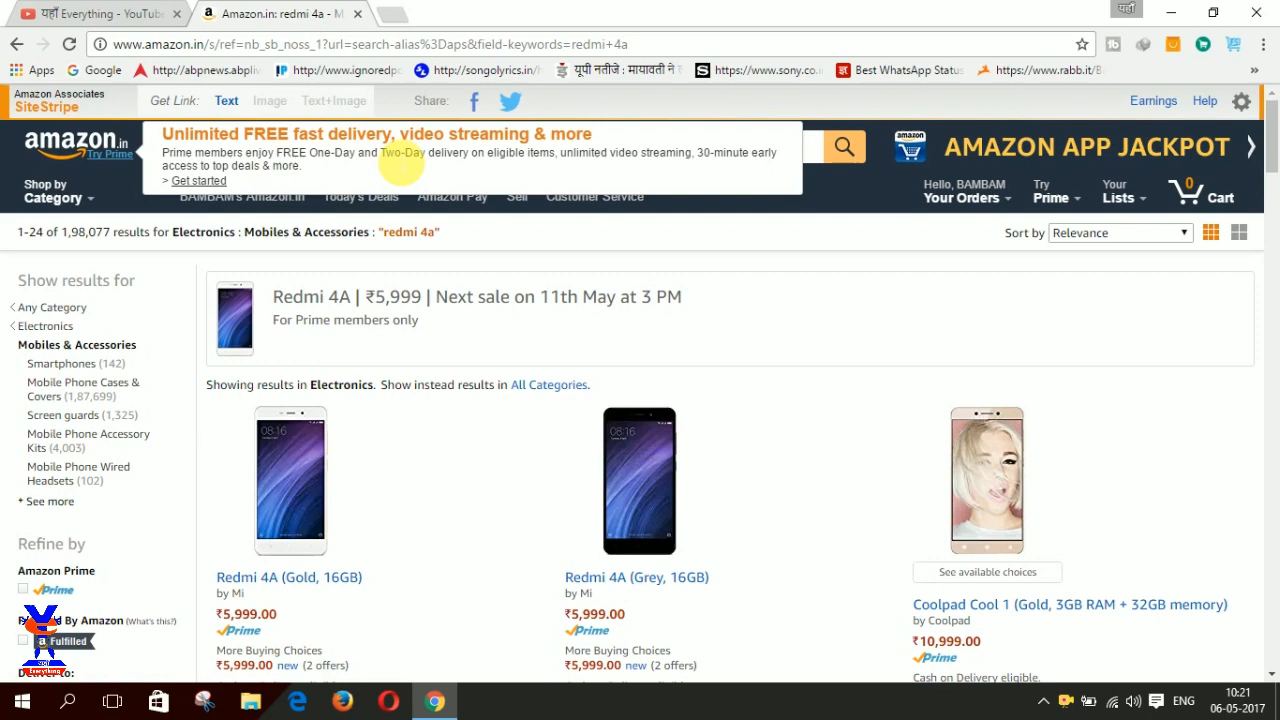 यहाँ Everything - YouTube
Amazon.in: redmi 4a - M
यहाँ
www.amazon.in/s/ref=nb_sb_noss_1?url=search-alias%3Daps&field-keywords=redmi+4a
Apps
Google
http://abpnews.abpliv
http://www.ignoredpo
http://songolyrics.in/
यूपी नतीजे : मायावती ने
https://www.sony.co.
Best WhatsApp Status
https://www.rabb.it/
Amazon Associates
SiteStripe
Get Link: Text Image Text+Image
Share:
Earnings Help
amazon.in
Try Prime
Unlimited FREE fast delivery, video streaming & more
Prime members enjoy FREE One-Day and Two-Day delivery on eligible items, unlimited video streaming, 30-minute early
access to top deals & more.
> Get started
amazon
AMAZON APP JACKPOT
Shop by
Category
BAMBAM's Amazon.in Today's Deals Amazon Pay Sell Customer Service
Hello, BAMBAM
Your Orders
Try
Prime
Your
Lists
0
Cart
1-24 of 1,98,077 results for Electronics : Mobiles & Accessories : "redmi 4a"
Sort by Relevance
Show results for
Any Category
Electronics
Mobiles & Accessories
Smartphones (142)
Mobile Phone Cases &
Covers (1,87,699)
Screen guards (1,325)
Mobile Phone Accessory
Kits (4,003)
Mobile Phone Wired
Headsets (102)
+ See more
Refine by
Amazon Prime
Prime
By Amazon (What's this?)
a Fulfilled
Everything
Deliver to:
Redmi 4A | ₹5,999 | Next sale on 11th May at 3 PM
For Prime members only
Showing results in Electronics. Show instead results in All Categories.
08:16
Redmi 4A (Gold, 16GB)
by Mi
₹5,999.00
Prime
More Buying Choices
₹5,999.00 new (2 offers)
08:16
Redmi 4A (Grey, 16GB)
by Mi
₹5,999.00
Prime
More Buying Choices
₹5,999.00 new (2 offers)
See available choices
Coolpad Cool 1 (Gold, 3GB RAM + 32GB memory)
by Coolpad
₹10,999.00
Prime
Cash on Delivery eligible.
ENG
10:21
06-05-2017